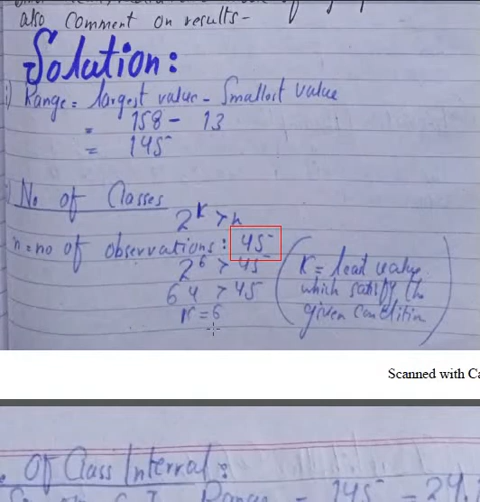 also comment on results-
Solution:
i) Range = largest value - Smallest value
= 158 - 13
= 145
) No of Classes
2^K > n
n = no of observations: 45
2^6 > 45
64 > 45
K = 6
K = least value
which satisfy the
given condition
Scanned with Ca
. Of Class Interval:
Range = 145 = 24.